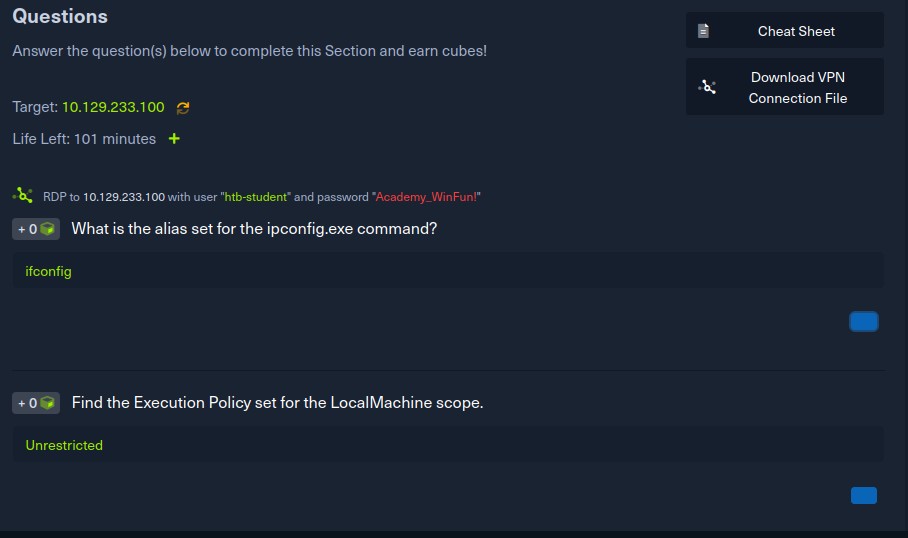 Questions
Answer the question(s) below to complete this Section and earn cubes!
Cheat Sheet
Download VPN
Connection File
Target: 10.129.233.100
Life Left: 101 minutes +
RDP to 10.129.233.100 with user "htb-student" and password "Academy_WinFun!"
+ 0 What is the alias set for the ipconfig.exe command?
ifconfig
+ 0 Find the Execution Policy set for the LocalMachine scope.
Unrestricted